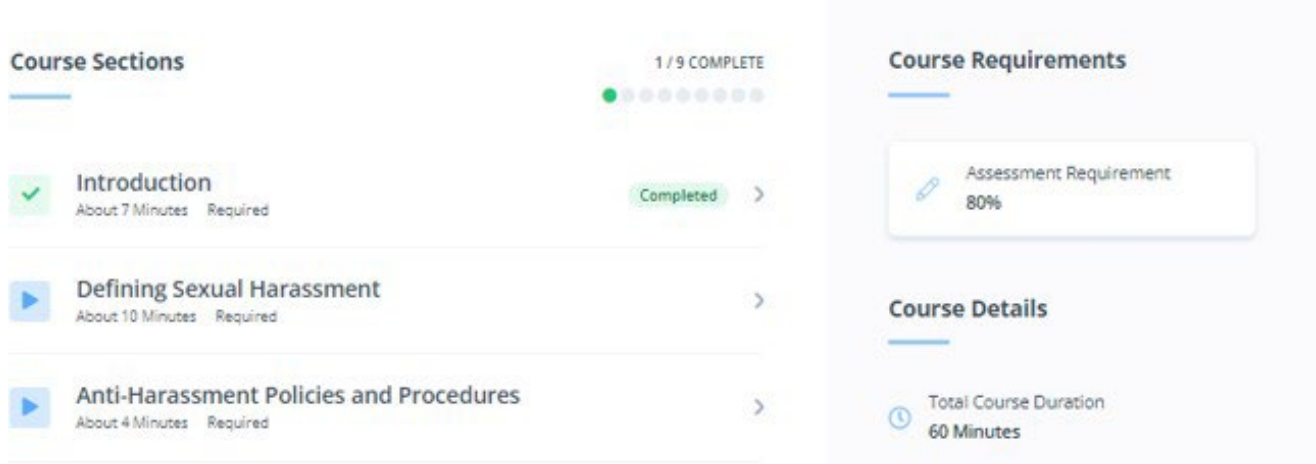 Course Sections
1 / 9 COMPLETE
Introduction
About 7 Minutes Required
Completed
Defining Sexual Harassment
About 10 Minutes Required
Anti-Harassment Policies and Procedures
About 4 Minutes Required
Course Requirements
Assessment Requirement
80%
Course Details
Total Course Duration
60 Minutes